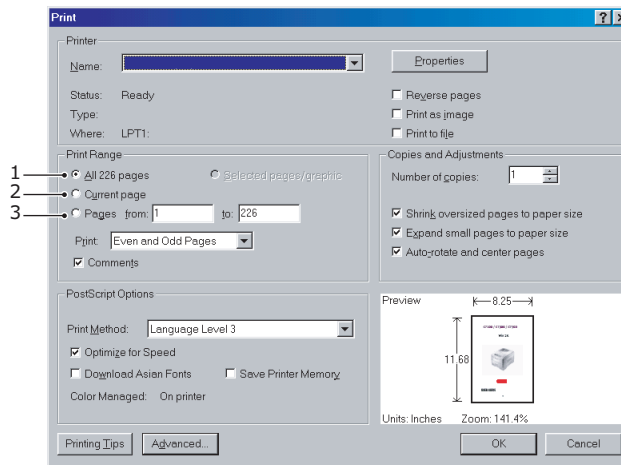 Print
Printer
Name:
Properties
Status: Ready
Type:
Where: LPT1:
Reverse pages
Print as image
Print to file
Print Range
1
All 226 pages
Selected pages/graphic
2
Current page
3
Pages from: 1 to: 226
Print: Even and Odd Pages
Comments
Copies and Adjustments
Number of copies: 1
Shrink oversized pages to paper size
Expand small pages to paper size
Auto-rotate and center pages
PostScript Options
Print Method: Language Level 3
Optimize for Speed
Download Asian Fonts
Save Printer Memory
Color Managed: On printer
Preview
8.25
11.68
Units: Inches Zoom: 141.4%
Printing Tips
Advanced...
OK
Cancel